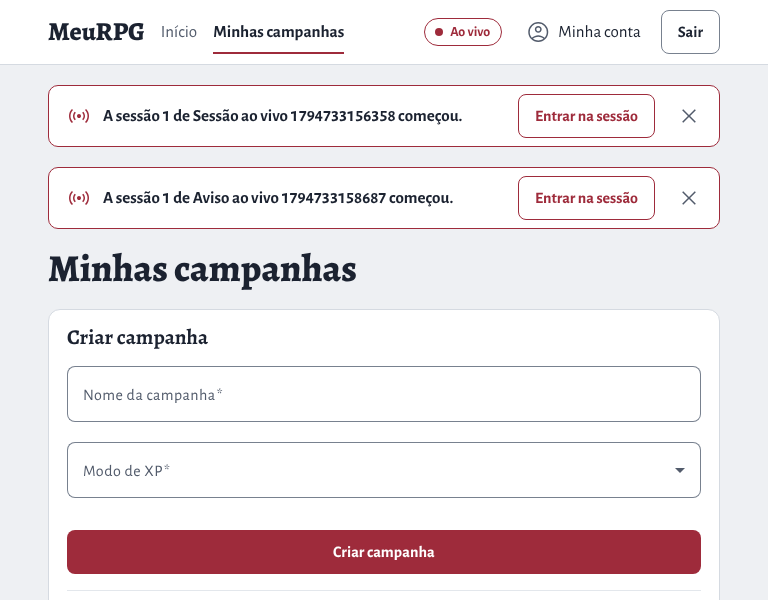 MeuRPG Início Minhas campanhas Ao vivo Minha conta Sair
A sessão 1 de Sessão ao vivo 1794733156358 começou. Entrar na sessão
A sessão 1 de Aviso ao vivo 1794733158687 começou. Entrar na sessão
Minhas campanhas
Criar campanha
Nome da campanha*
Modo de XP*
Criar campanha